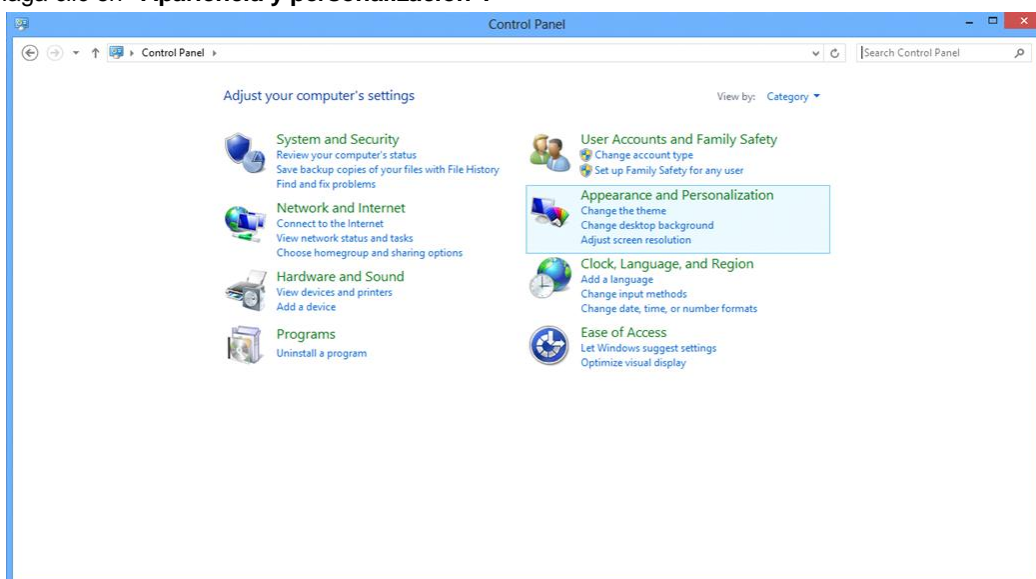 haga clic en "Apariencia y personalización".
Control Panel
Control Panel
Search Control Panel
Adjust your computer's settings
View by: Category
System and Security
Review your computer's status
Save backup copies of your files with File History
Find and fix problems
Network and Internet
Connect to the Internet
View network status and tasks
Choose homegroup and sharing options
Hardware and Sound
View devices and printers
Add a device
Programs
Uninstall a program
User Accounts and Family Safety
Change account type
Set up Family Safety for any user
Appearance and Personalization
Change the theme
Change desktop background
Adjust screen resolution
Clock, Language, and Region
Add a language
Change input methods
Change date, time, or number formats
Ease of Access
Let Windows suggest settings
Optimize visual display